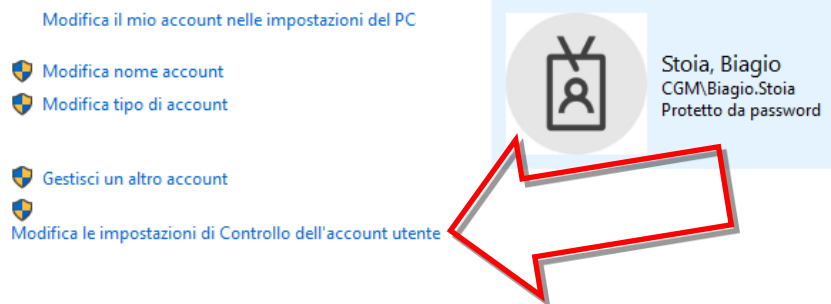 Modifica il mio account nelle impostazioni del PC
Modifica nome account
Modifica tipo di account
Gestisci un altro account
Modifica le impostazioni di Controllo dell'account utente
Stoia, Biagio
CGM\Biagio.Stoia
Protetto da password